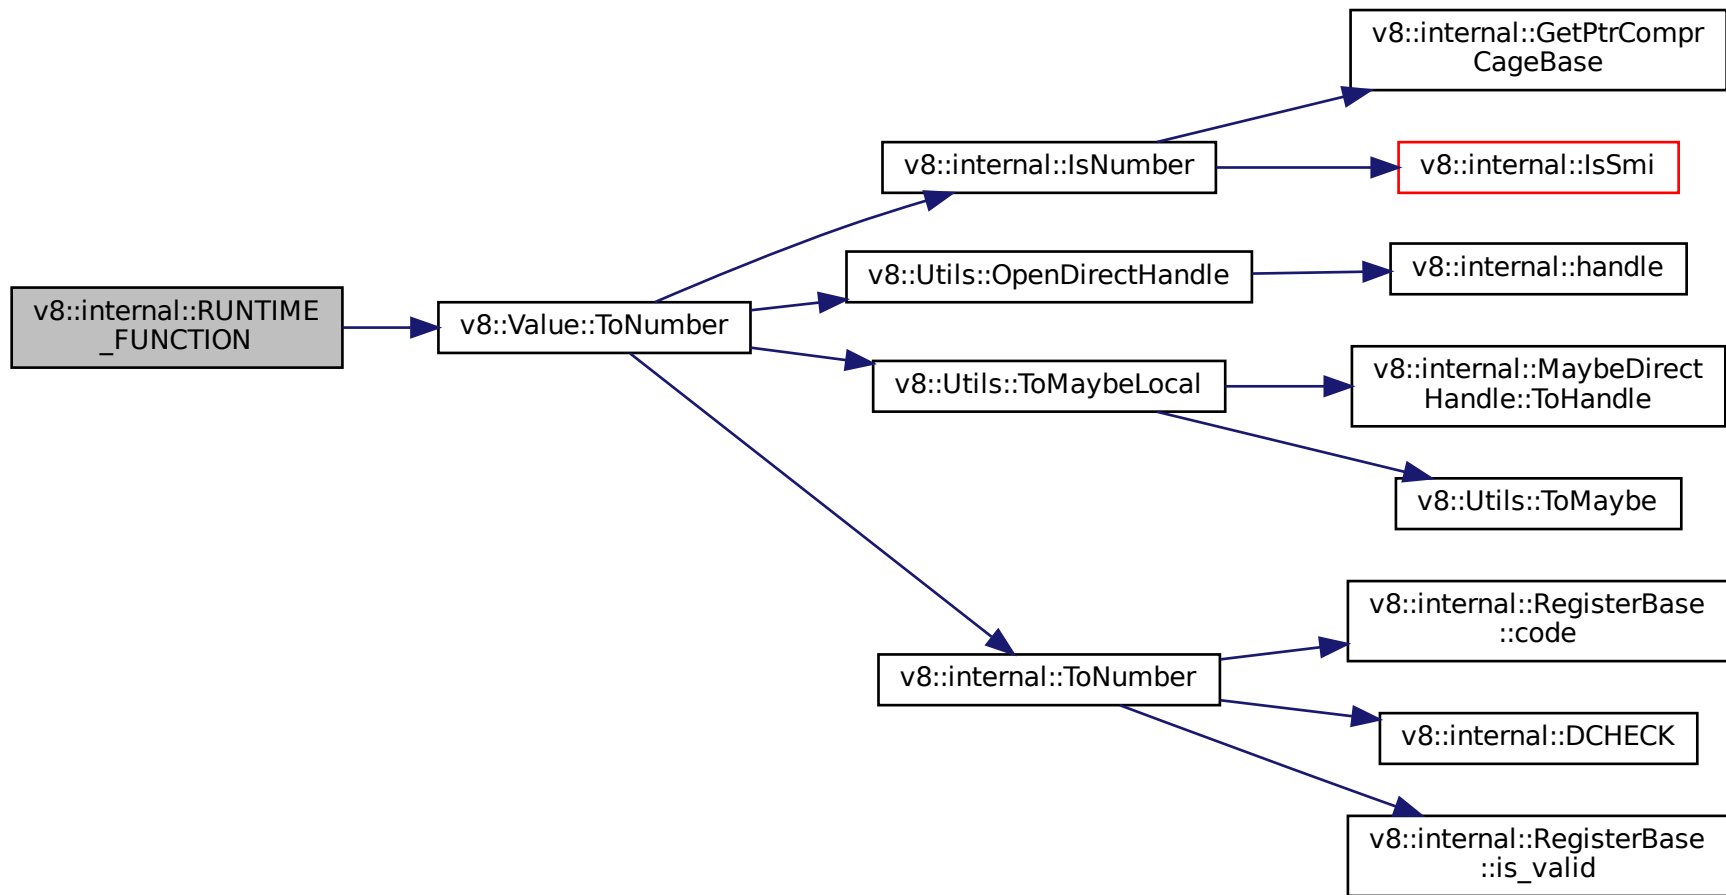 v8::internal::GetPtrCompr
CageBase
v8::internal::IsNumber
v8::internal::IsSmi
v8::Utils::OpenDirectHandle
v8::internal::handle
v8::internal::RUNTIME
_FUNCTION
v8::Value::ToNumber
v8::Utils::ToMaybeLocal
v8::internal::MaybeDirect
Handle::ToHandle
v8::Utils::ToMaybe
v8::internal::RegisterBase
::code
v8::internal::ToNumber
v8::internal::DCHECK
v8::internal::RegisterBase
::is_valid